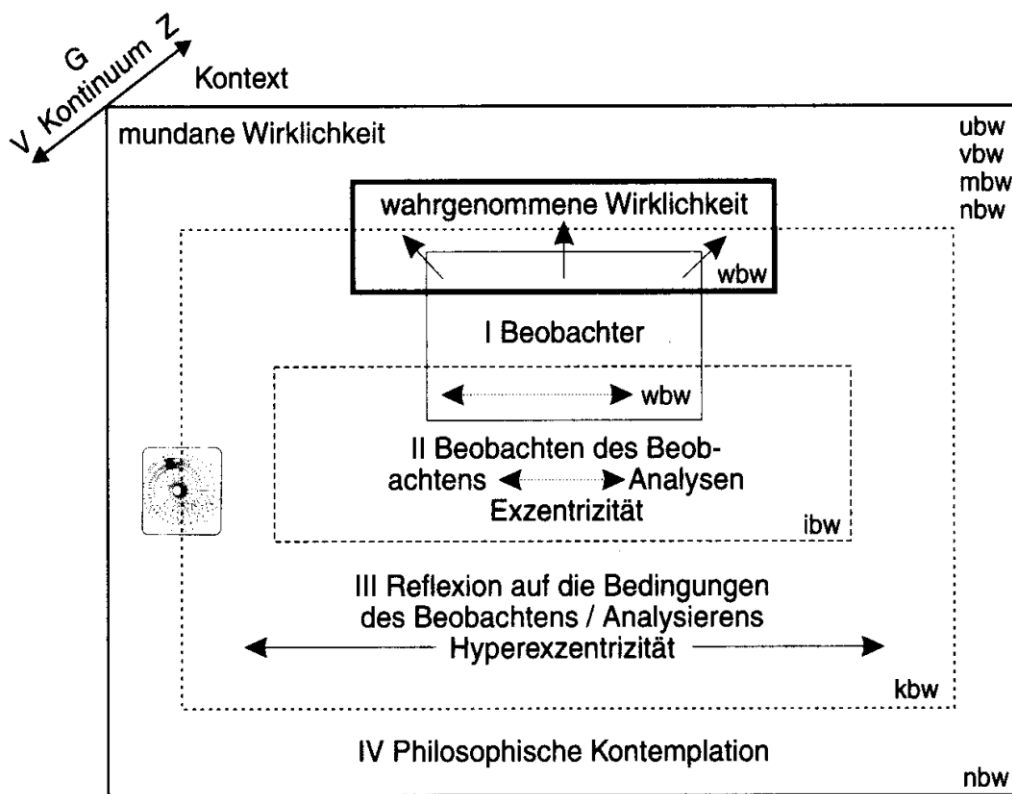 V G Kontinuum Z
Kontext
mundane Wirklichkeit
ubw
vbw
mbw
nbw
wahrgenommene Wirklichkeit
wbw
I Beobachter
wbw
II Beobachten des Beob-
achtens Analysen
Exzentrizität
ibw
III Reflexion auf die Bedingungen
des Beobachtens / Analysierens
Hyperexzentrizität
kbw
IV Philosophische Kontemplation
nbw